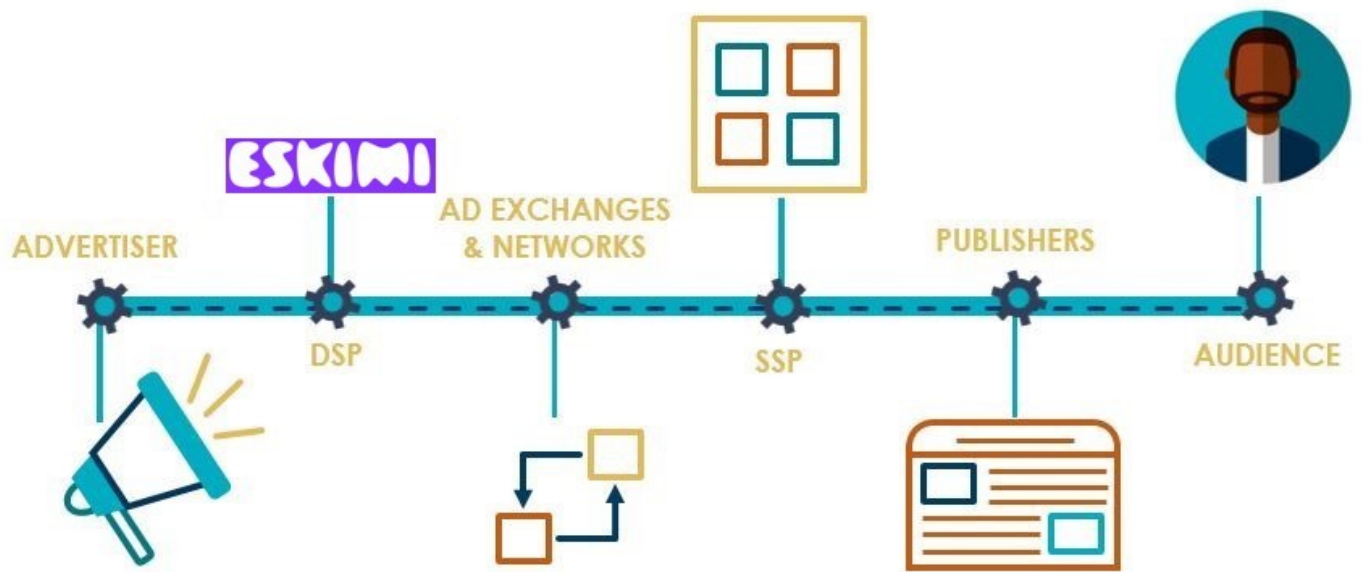 ESKIMI
ADVERTISER
AD EXCHANGES
& NETWORKS
PUBLISHERS
DSP
SSP
AUDIENCE